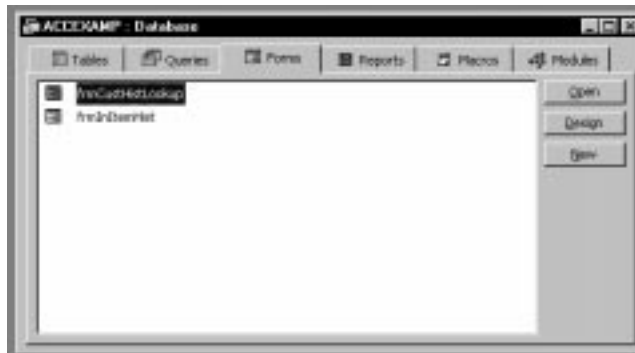 ACCEXAMP : Database
Tables Queries Forms Reports Macros Modules
frmCustHistLookup Open
frmInItemHist Design
New